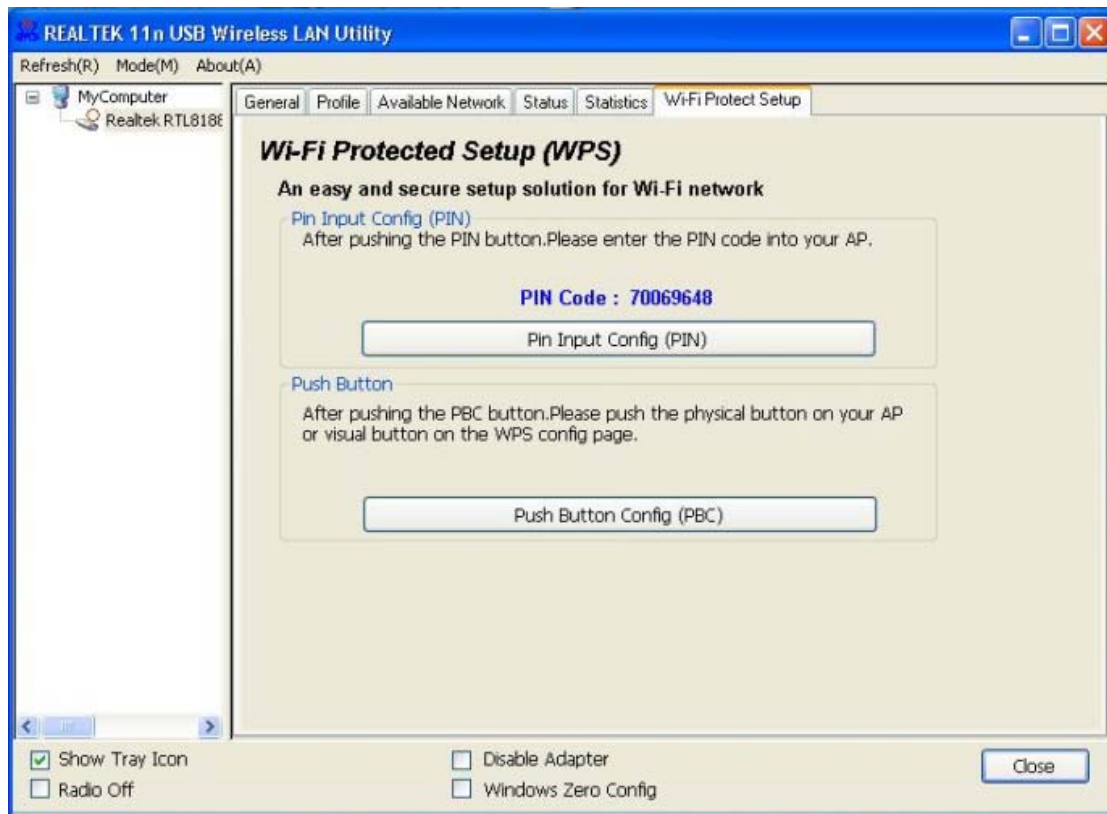 REALTEK 11n USB Wireless LAN Utility
Refresh(R) Mode(M) About(A)
MyComputer
Realtek RTL8188
General Profile Available Network Status Statistics Wi-Fi Protect Setup
Wi-Fi Protected Setup (WPS)
An easy and secure setup solution for Wi-Fi network
Pin Input Config (PIN)
After pushing the PIN button.Please enter the PIN code into your AP.
PIN Code : 70069648
Pin Input Config (PIN)
Push Button
After pushing the PBC button.Please push the physical button on your AP
or visual button on the WPS config page.
Push Button Config (PBC)
Show Tray Icon
Radio Off
Disable Adapter
Windows Zero Config
Close